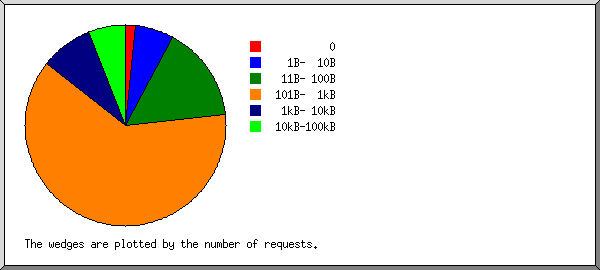 0
1B- 10B
11B- 100B
101B- 1kB
1kB- 10kB
10kB-100kB
The wedges are plotted by the number of requests.